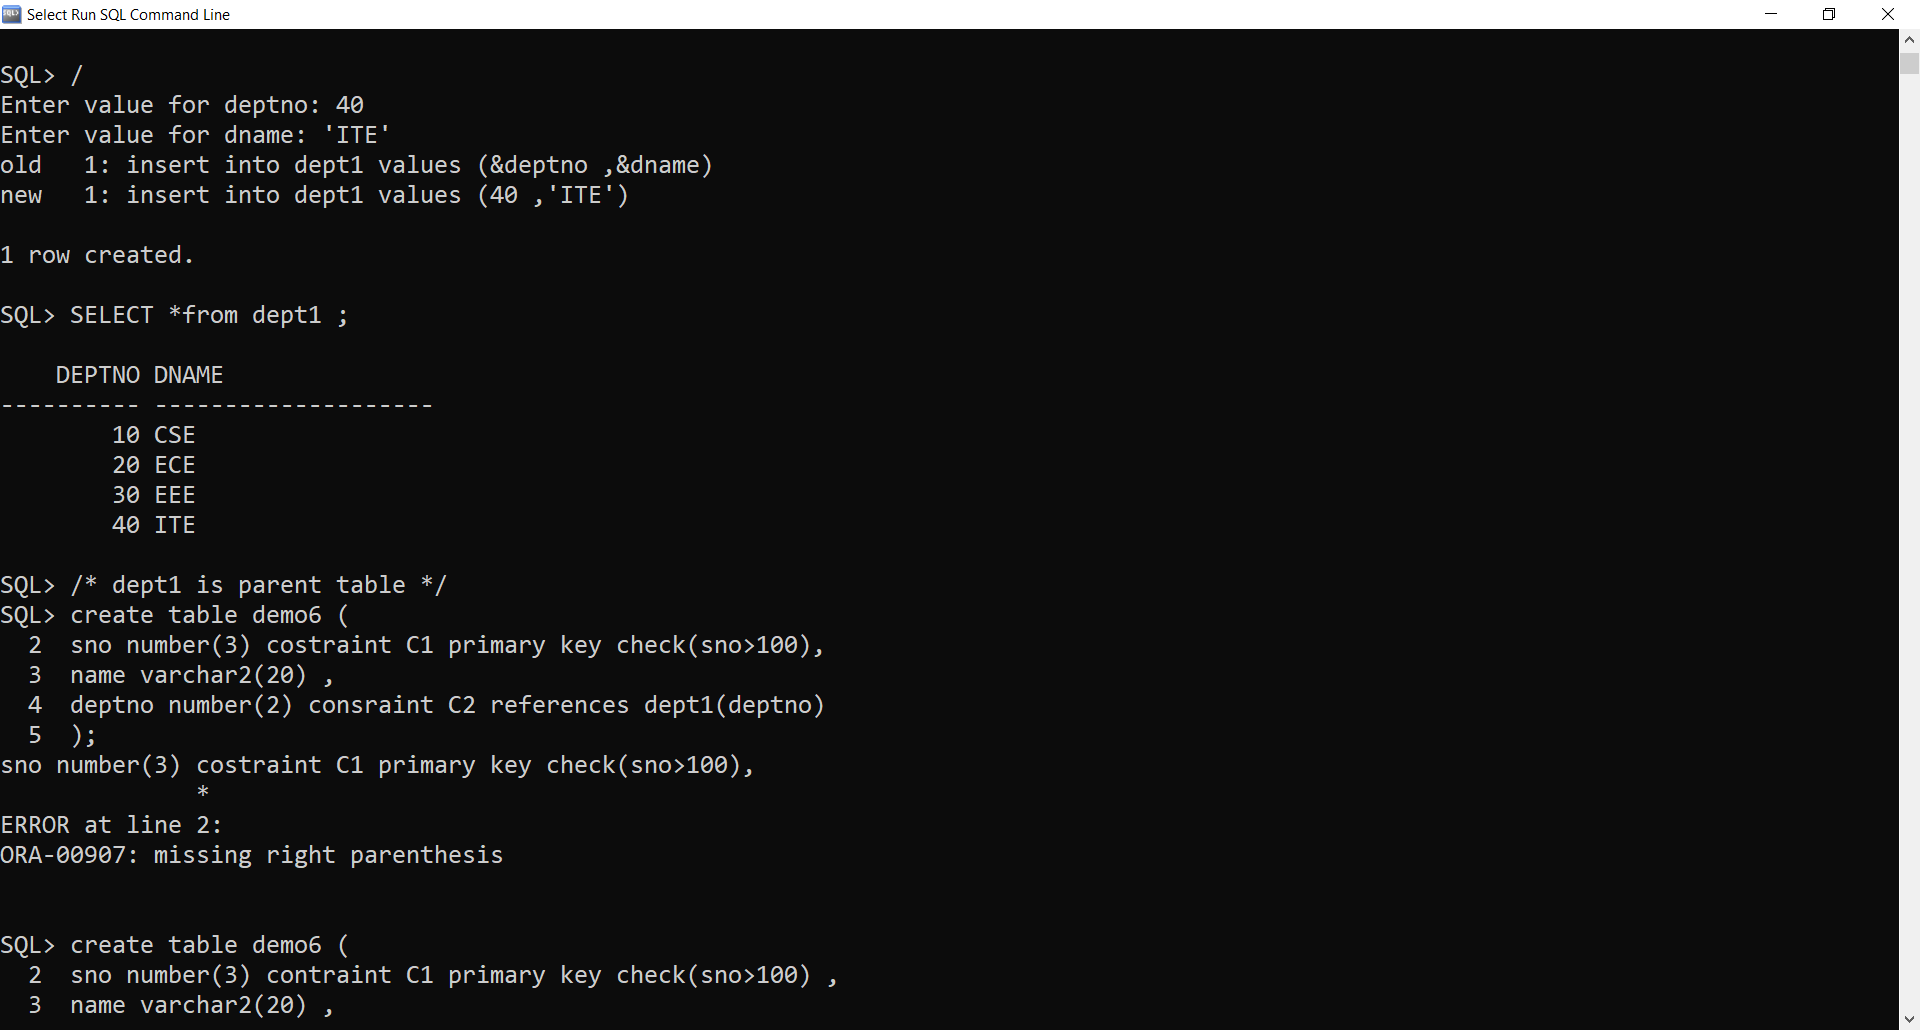 Select Run SQL Command Line
SQL> /
Enter value for deptno: 40
Enter value for dname: 'ITE'
old   1: insert into dept1 values (&deptno ,&dname)
new   1: insert into dept1 values (40 ,'ITE')
1 row created.
SQL> SELECT *from dept1 ;
    DEPTNO DNAME
---------- --------------------
        10 CSE
        20 ECE
        30 EEE
        40 ITE
SQL> /* dept1 is parent table */
SQL> create table demo6 (
  2  sno number(3) costraint C1 primary key check(sno>100),
  3  name varchar2(20) ,
  4  deptno number(2) consraint C2 references dept1(deptno)
  5  );
sno number(3) costraint C1 primary key check(sno>100),
              *
ERROR at line 2:
ORA-00907: missing right parenthesis
SQL> create table demo6 (
  2  sno number(3) contraint C1 primary key check(sno>100) ,
  3  name varchar2(20) ,